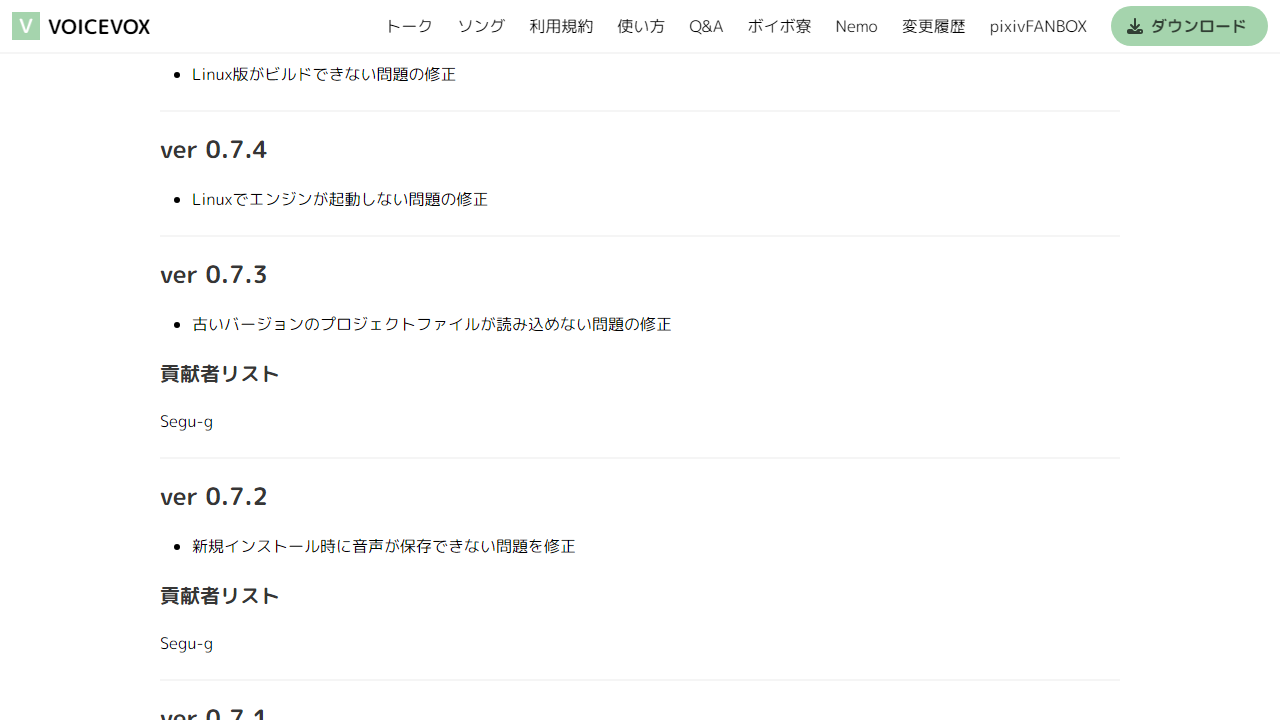 V VOICEVOX トーク ソング 利用規約 使い方 Q&A ボイボ寮 Nemo 変更履歴 pixivFANBOX ダウンロード
Linux版がビルドできない問題の修正
ver 0.7.4
Linuxでエンジンが起動しない問題の修正
ver 0.7.3
古いバージョンのプロジェクトファイルが読み込めない問題の修正
貢献者リスト
Segu-g
ver 0.7.2
新規インストール時に音声が保存できない問題を修正
貢献者リスト
Segu-g
ver 0.7.1